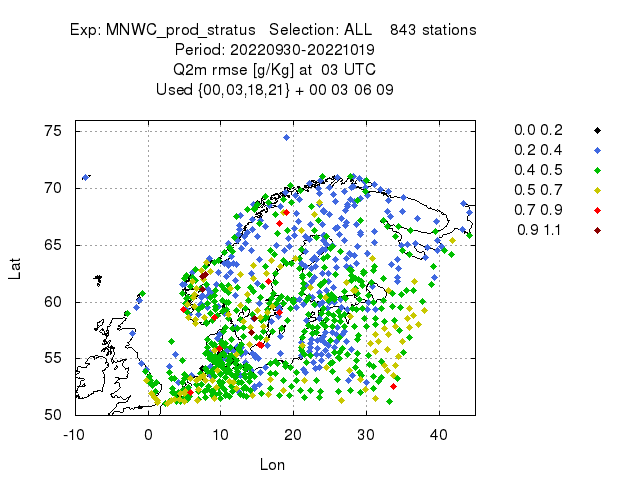 Exp: MNWC_prod_stratus   Selection: ALL    843 stations
Period: 20220930-20221019
Q2m rmse [g/Kg] at  03 UTC
Used {00,03,18,21} + 00 03 06 09
75
70
65
60
55
50
-10 0 10 20 30 40
Lat
Lon
0.0 0.2
0.2 0.4
0.4 0.5
0.5 0.7
0.7 0.9
0.9 1.1